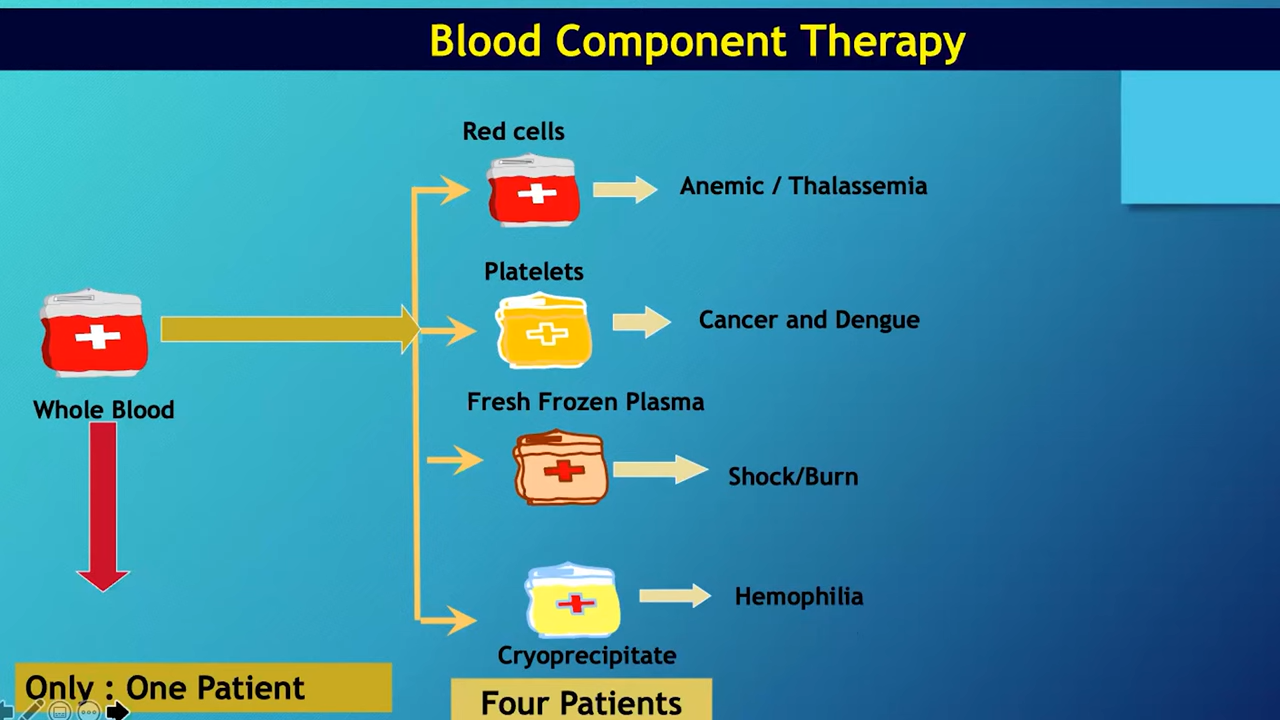 Blood Component Therapy
Red cells
Anemic / Thalassemia
Platelets
Cancer and Dengue
Whole Blood
Fresh Frozen Plasma
Shock/Burn
Hemophilia
Cryoprecipitate
Only : One Patient
Four Patients